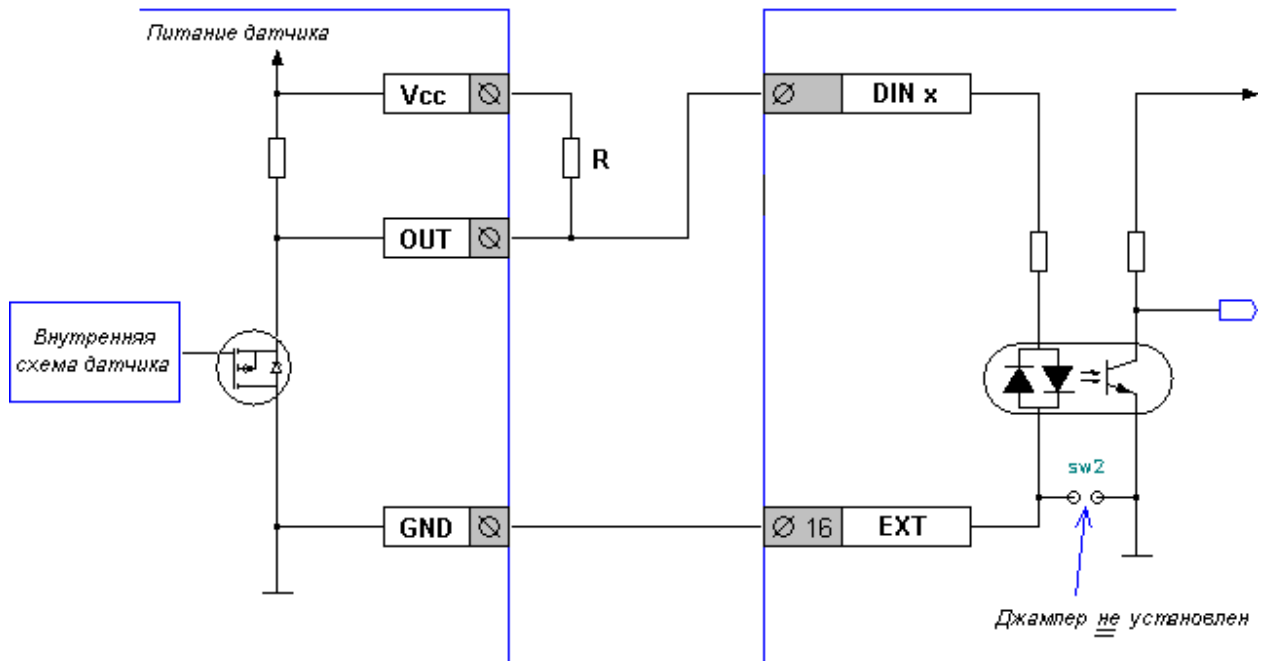 Питание датчика
Vcc
DIN x
R
OUT
Внутренняя
схема датчика
sw2
GND
16
EXT
Джампер не установлен